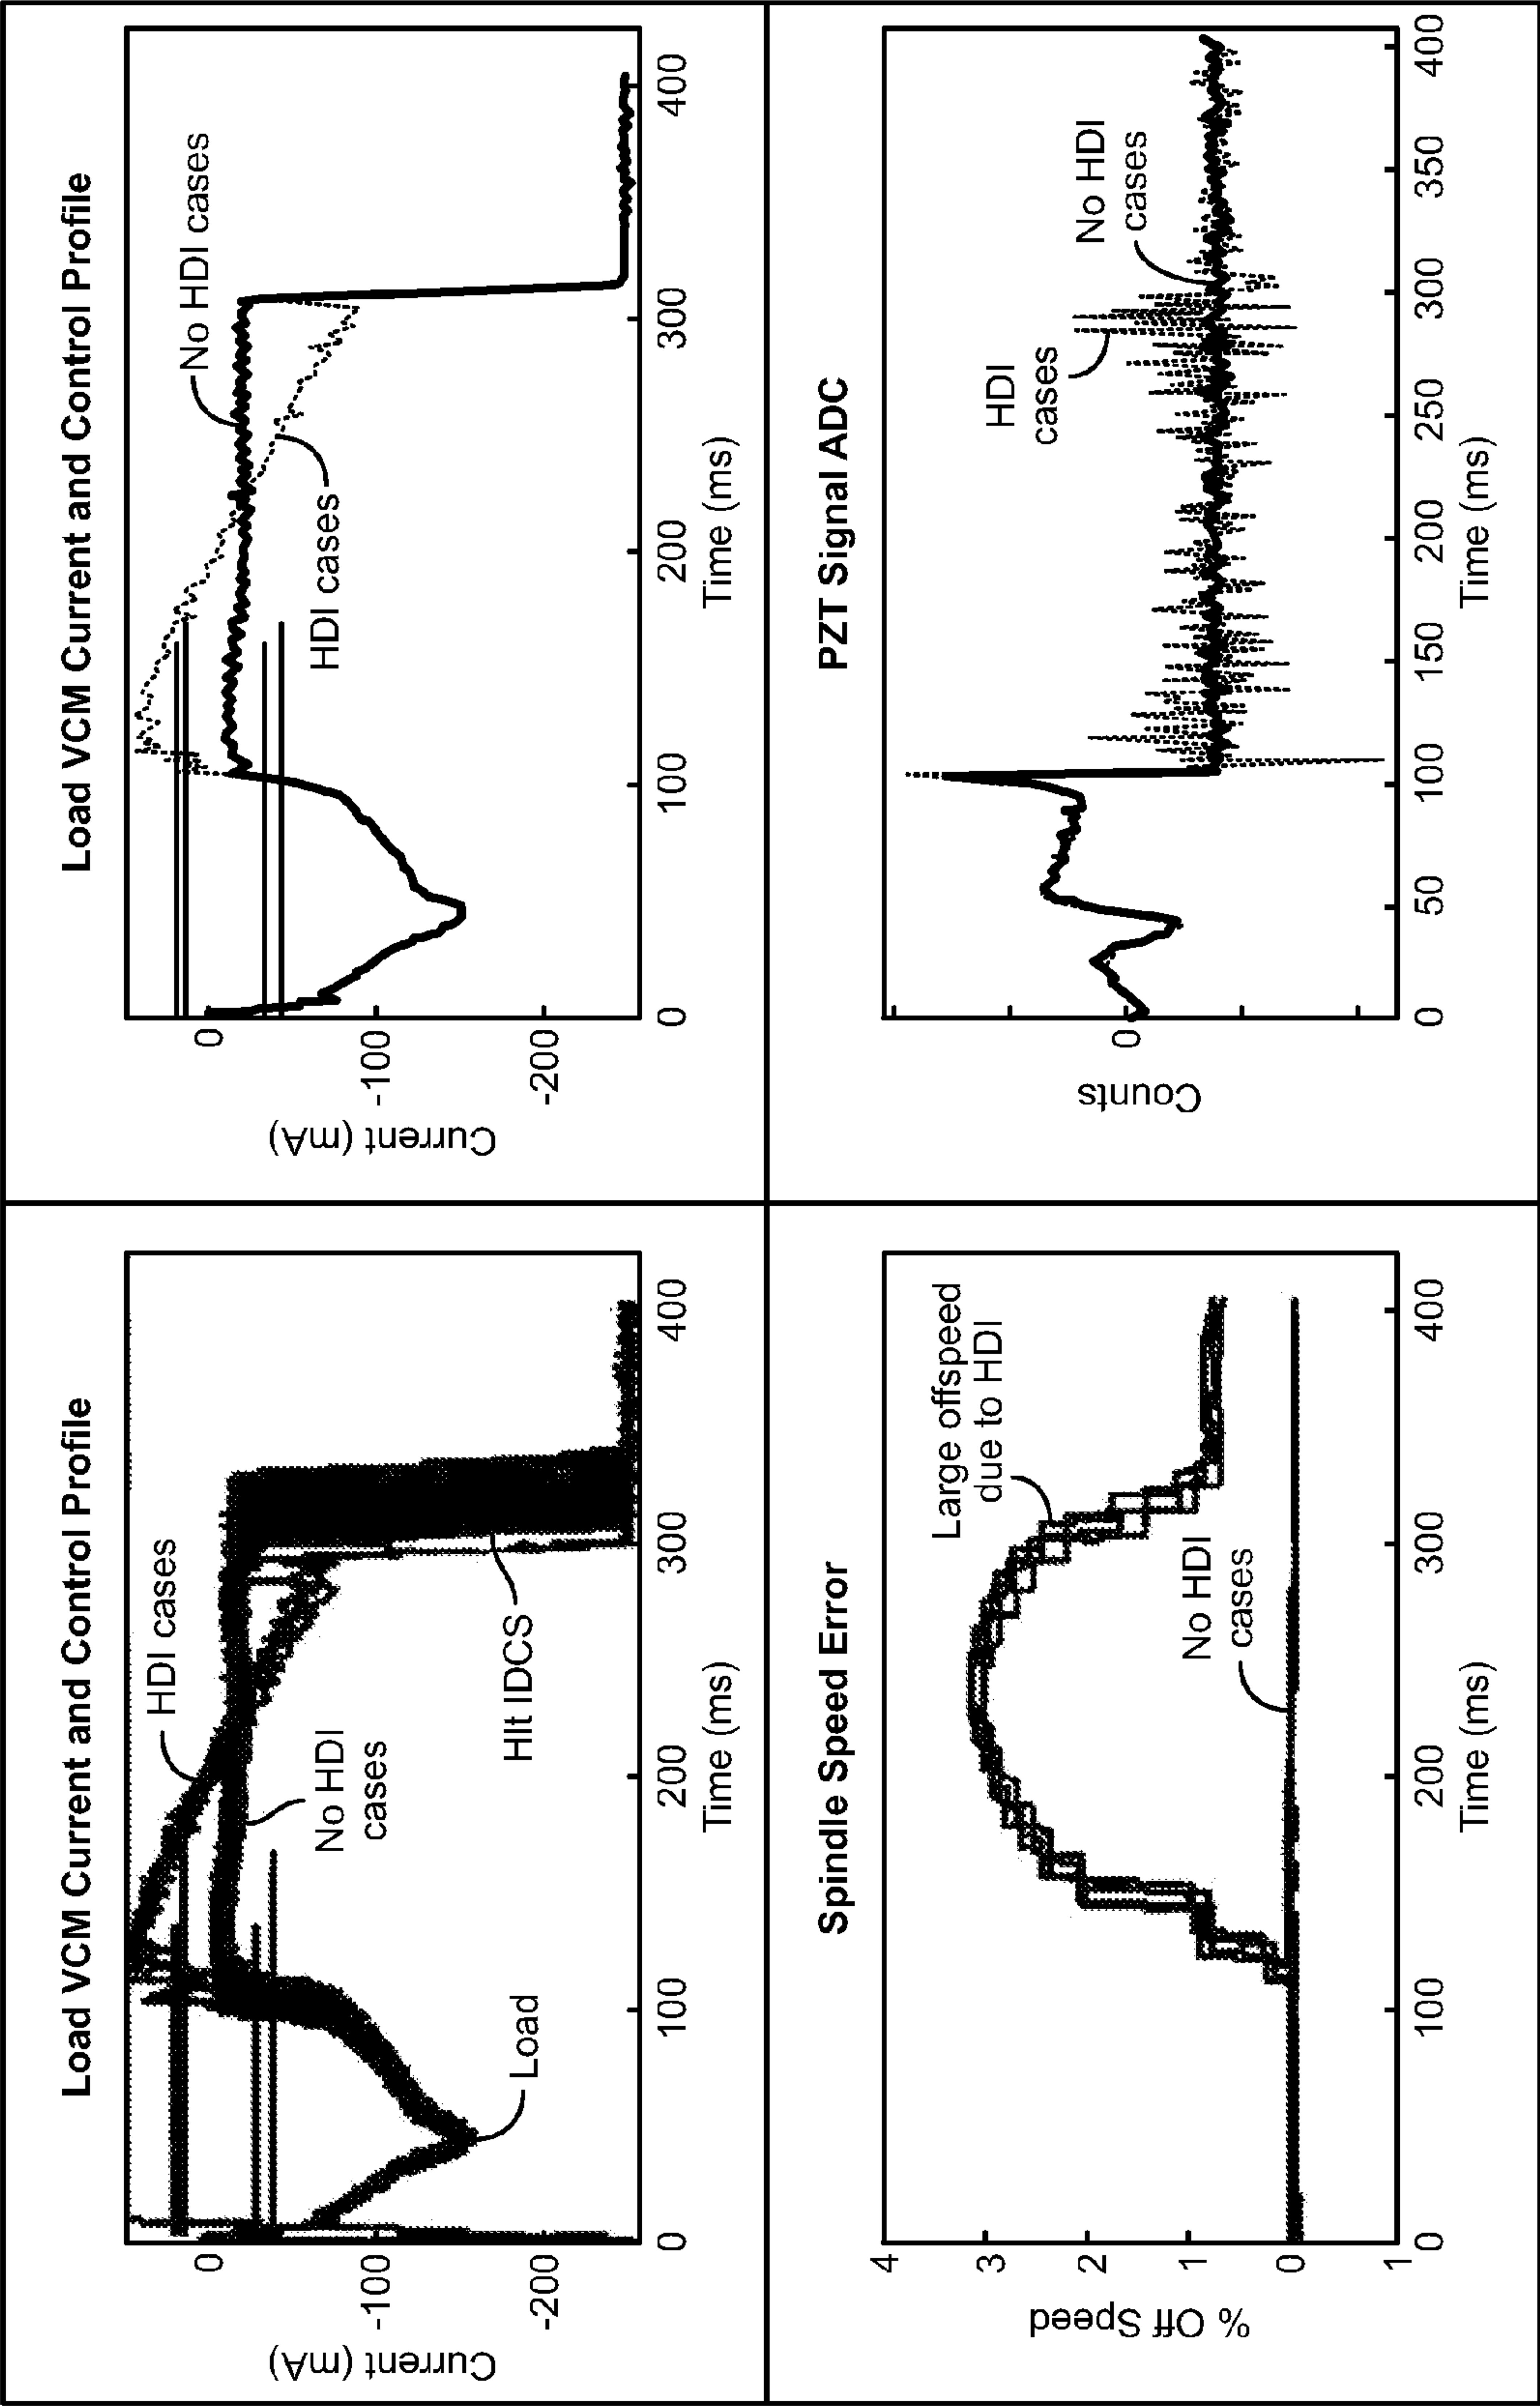 Load VCM Current and Control Profile
Current (mA)
0
-100
-200
HDI cases
No HDI
cases
Load
HIt IDCS
0
100
200
300
400
Time (ms)
Load VCM Current and Control Profile
Current (mA)
0
-100
-200
No HDI cases
HDI cases
0
100
200
300
400
Time (ms)
Spindle Speed Error
% Off Speed
4
3
2
1
0
1
Large offspeed
due to HDI
No HDI
cases
0
100
200
300
400
Time (ms)
PZT Signal ADC
Counts
0
HDI
cases
No HDI
cases
0
50
100
150
200
250
300
350
400
Time (ms)